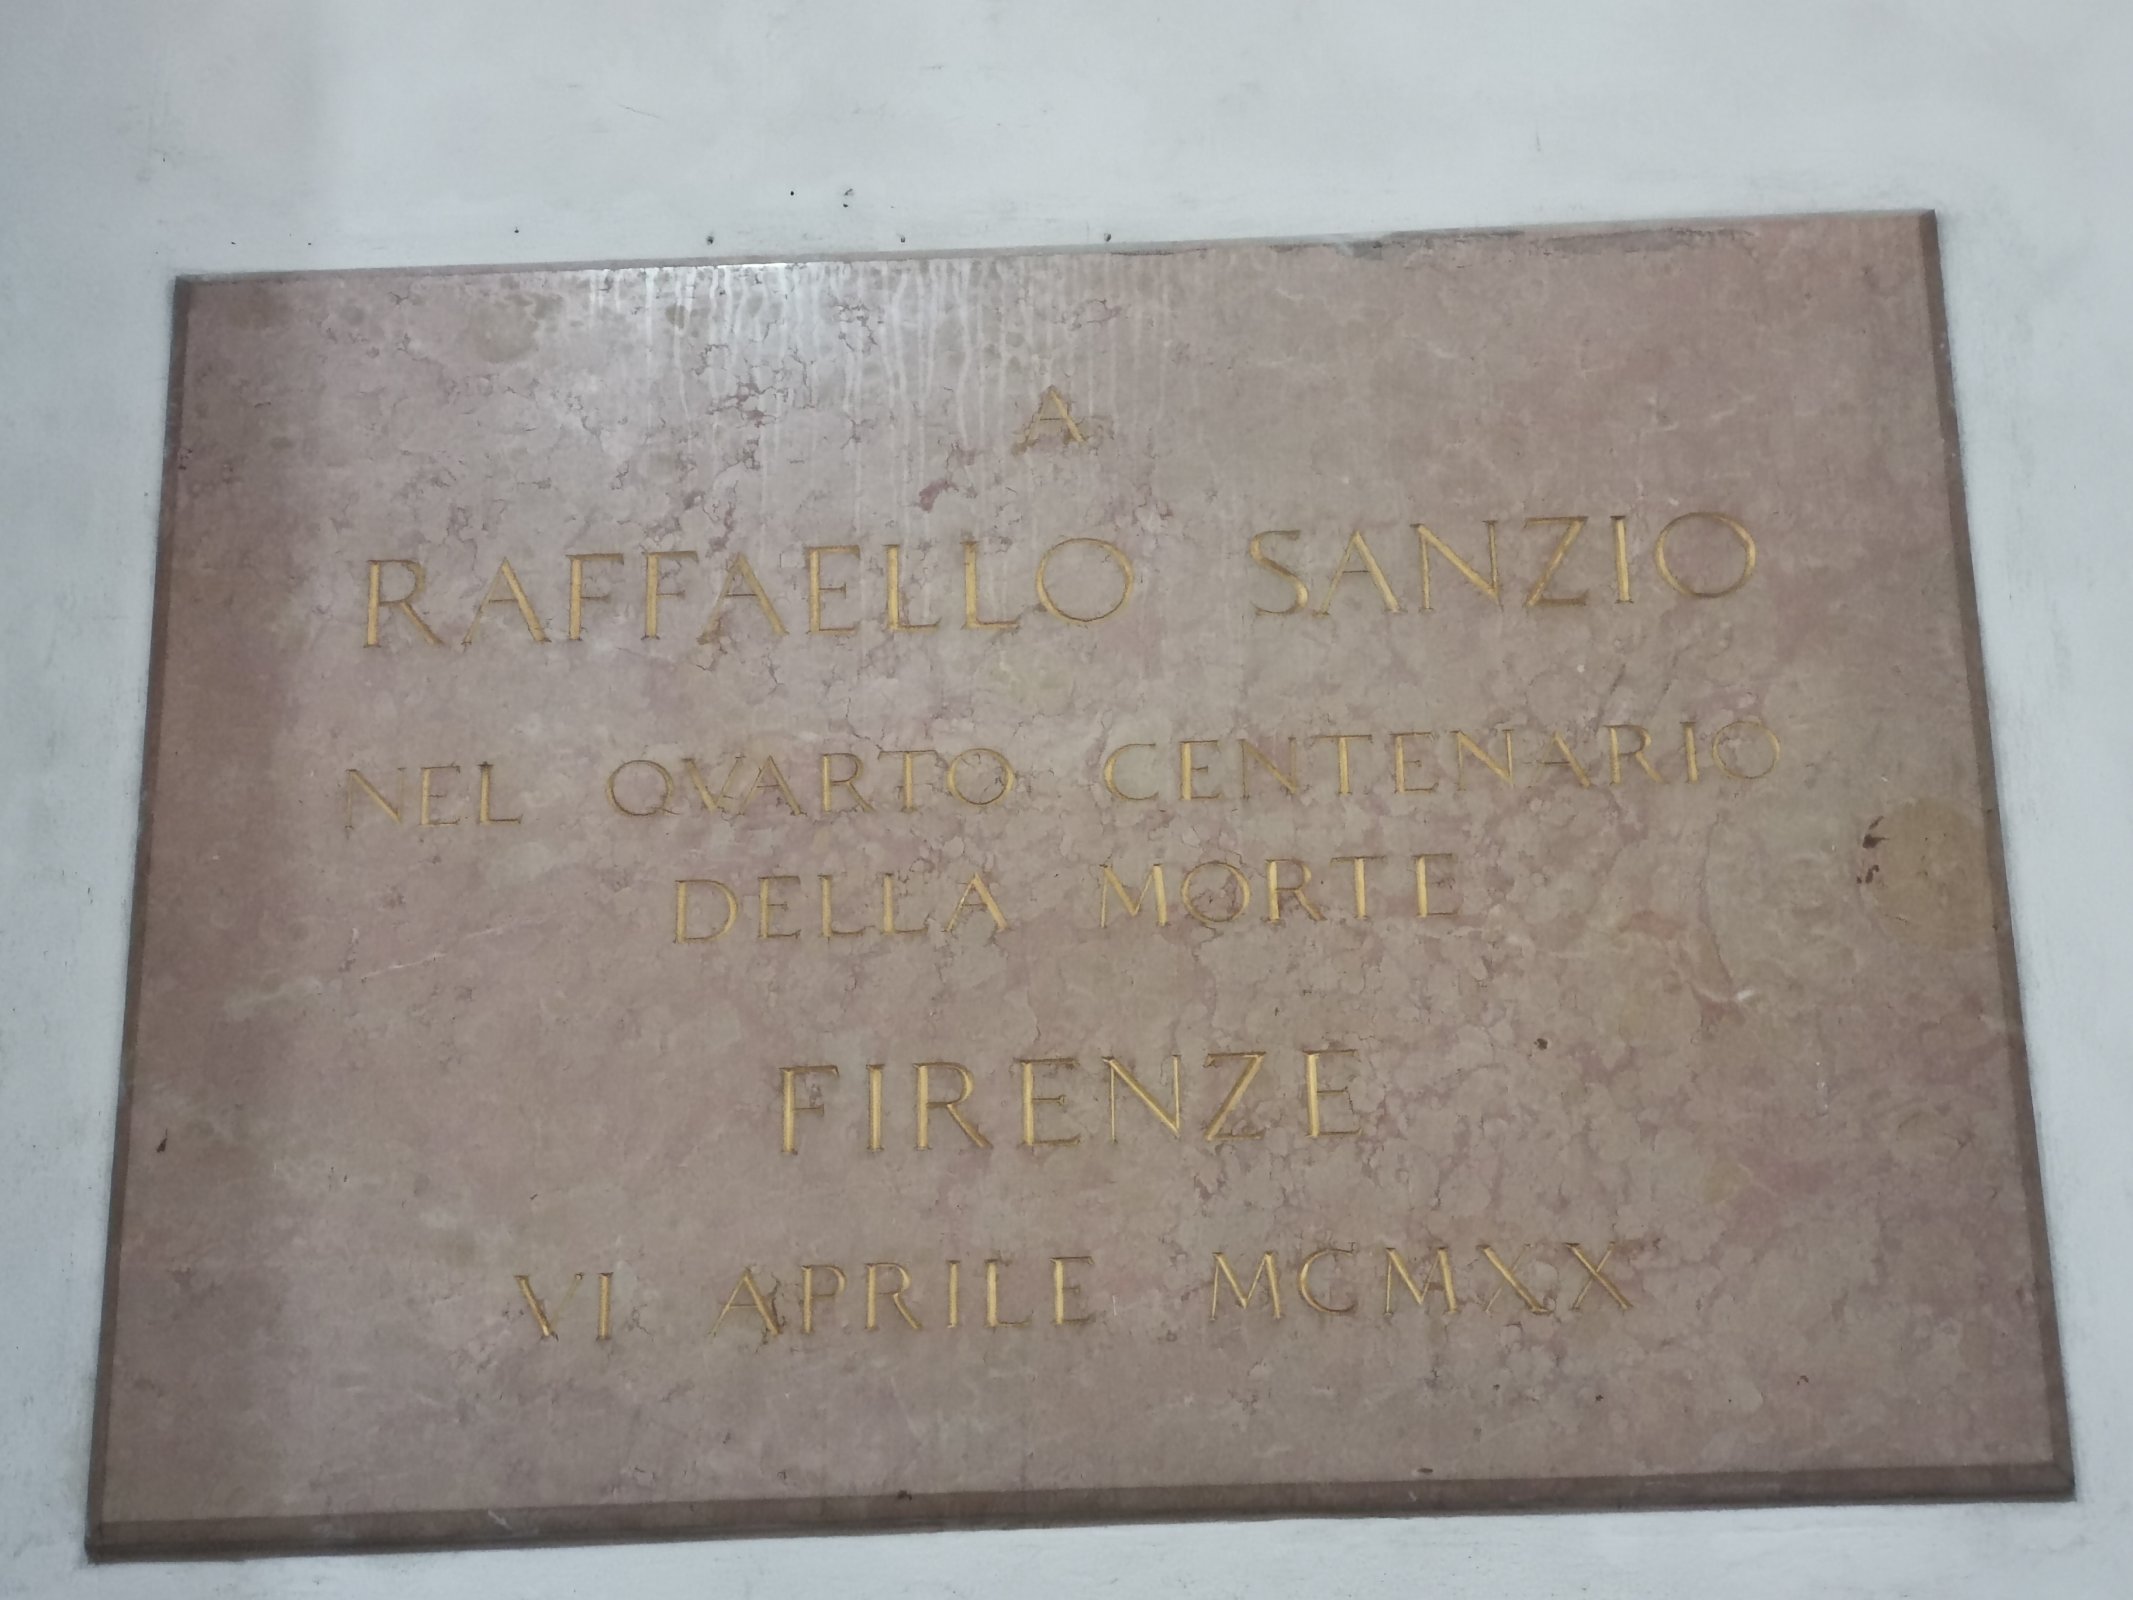 A
RAFFAELLO SANZIO
NEL QVARTO CENTENARIO
DELLA MORTE
FIRENZE
VI APRILE MCMXX